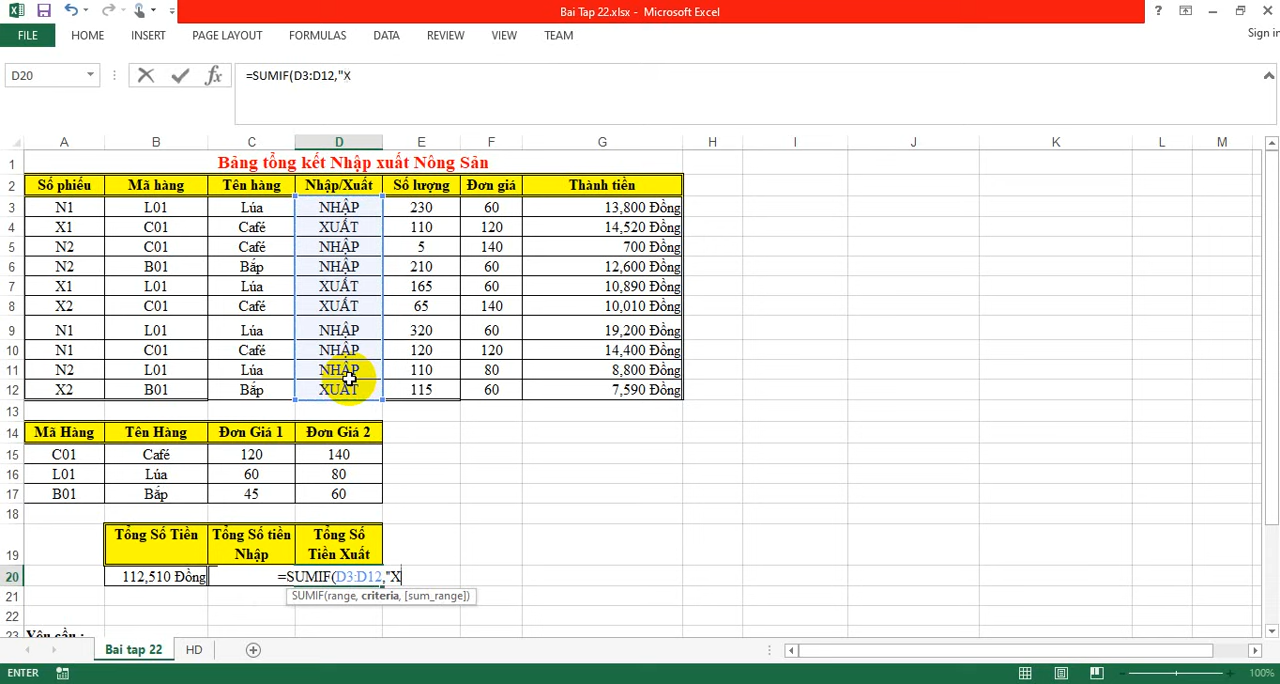 Bai Tap 22.xlsx - Microsoft Excel
FILE HOME INSERT PAGE LAYOUT FORMULAS DATA REVIEW VIEW TEAM Sign in
D20 fx =SUMIF(D3:D12,"X
A B C D E F G H I J K L M
1 Bảng tổng kết Nhập xuất Nông Sản
2 Số phiếu Mã hàng Tên hàng Nhập/Xuất Số lượng Đơn giá Thành tiền
3 N1 L01 Lúa NHẬP 230 60 13,800 Đồng
4 X1 C01 Café XUẤT 110 120 14,520 Đồng
5 N2 C01 Café NHẬP 5 140 700 Đồng
6 N2 B01 Bắp NHẬP 210 60 12,600 Đồng
7 X1 L01 Lúa XUẤT 165 60 10,890 Đồng
8 X2 C01 Café XUẤT 65 140 10,010 Đồng
9 N1 L01 Lúa NHẬP 320 60 19,200 Đồng
10 N1 C01 Café NHẬP 120 120 14,400 Đồng
11 N2 L01 Lúa NHẬP 110 80 8,800 Đồng
12 X2 B01 Bắp XUẤT 115 60 7,590 Đồng
13
14 Mã Hàng Tên Hàng Đơn Giá 1 Đơn Giá 2
15 C01 Café 120 140
16 L01 Lúa 60 80
17 B01 Bắp 45 60
18
Tổng Số Tiền Tổng Số tiền Tổng Số
19 Nhập Tiền Xuất
20 112,510 Đồng =SUMIF(D3:D12,"X
21 SUMIF(range, criteria, [sum_range])
22
23 Yêu cầu :
Bai tap 22 HD
ENTER 100%